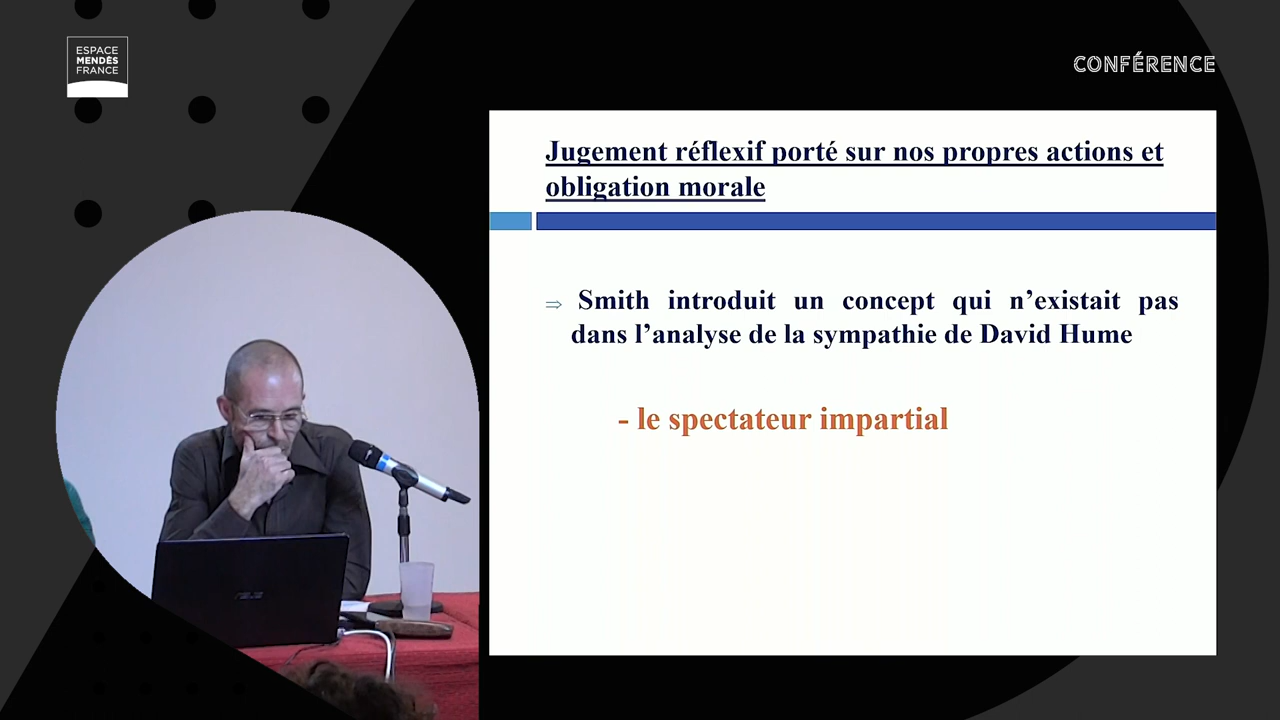 ESPACE
MENDÈS
FRANCE
CONFÉRENCE
Jugement réflexif porté sur nos propres actions et
obligation morale
⇒ Smith introduit un concept qui n’existait pas
dans l’analyse de la sympathie de David Hume
- le spectateur impartial
ASUS